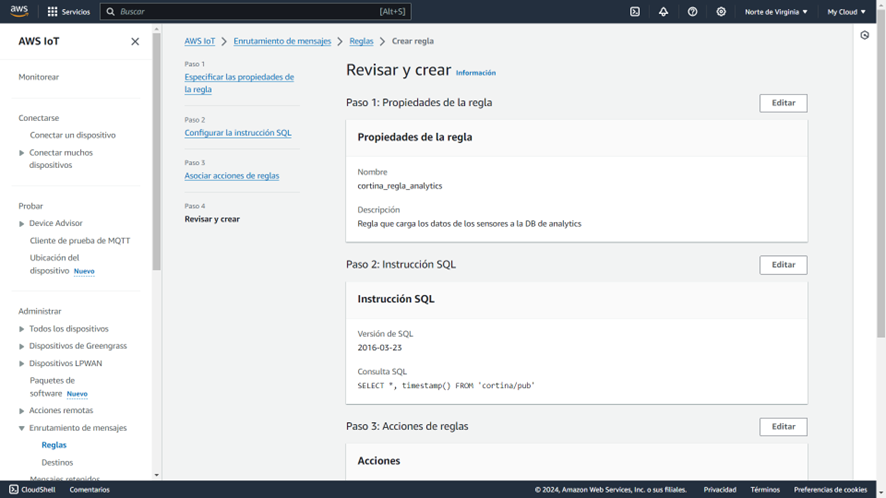 aws
Servicios
Buscar
[Alt+S]
Norte de Virginia
My Cloud
AWS IoT
Monitorear
Conectarse
Conectar un dispositivo
Conectar muchos
dispositivos
Probar
Device Advisor
Cliente de prueba de MQTT
Ubicación del
dispositivo Nuevo
Administrar
Todos los dispositivos
Dispositivos de Greengrass
Dispositivos LPWAN
Paquetes de
software Nuevo
Acciones remotas
Enrutamiento de mensajes
Reglas
Destinos
Mensajes retenidos
AWS IoT > Enrutamiento de mensajes > Reglas > Crear regla
Paso 1
Especificar las propiedades de
la regla
Paso 2
Configurar la instrucción SQL
Paso 3
Asociar acciones de reglas
Paso 4
Revisar y crear
Revisar y crear Información
Paso 1: Propiedades de la regla
Editar
Propiedades de la regla
Nombre
cortina_regla_analytics
Descripción
Regla que carga los datos de los sensores a la DB de analytics
Paso 2: Instrucción SQL
Editar
Instrucción SQL
Versión de SQL
2016-03-23
Consulta SQL
SELECT *, timestamp() FROM 'cortina/pub'
Paso 3: Acciones de reglas
Editar
Acciones
CloudShell
Comentarios
© 2024, Amazon Web Services, Inc. o sus filiales.
Privacidad
Términos
Preferencias de cookies